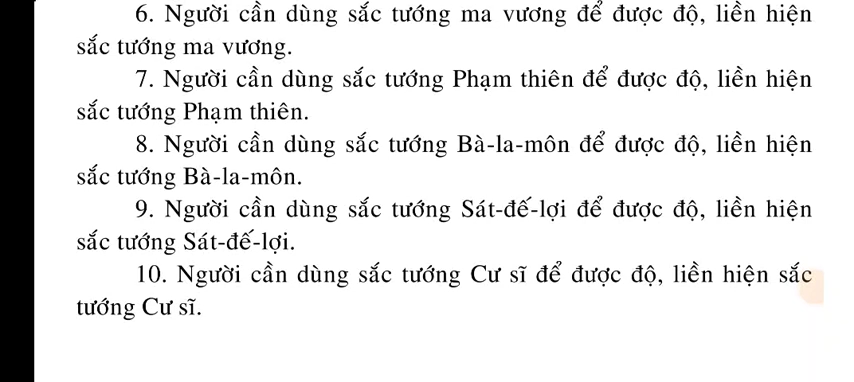 6. Người cần dùng sắc tướng ma vương để được độ, liền hiện
sắc tướng ma vương.
7. Người cần dùng sắc tướng Phạm thiên để được độ, liền hiện
sắc tướng Phạm thiên.
8. Người cần dùng sắc tướng Bà-la-môn để được độ, liền hiện
sắc tướng Bà-la-môn.
9. Người cần dùng sắc tướng Sát-đế-lợi để được độ, liền hiện
sắc tướng Sát-đế-lợi.
10. Người cần dùng sắc tướng Cư sĩ để được độ, liền hiện sắc
tướng Cư sĩ.